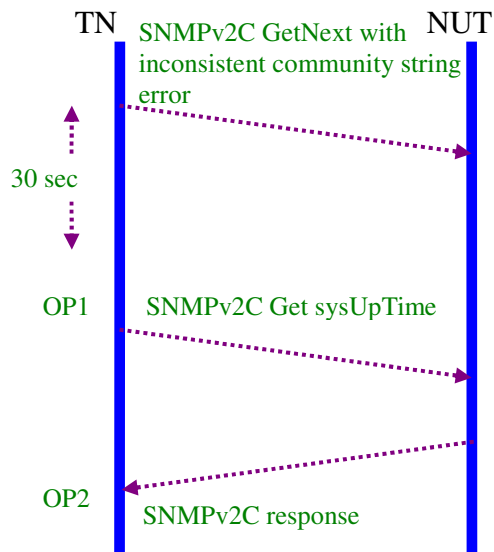 TN
NUT
SNMPv2C GetNext with
inconsistent community string
error
30 sec
OP1
SNMPv2C Get sysUpTime
OP2
SNMPv2C response